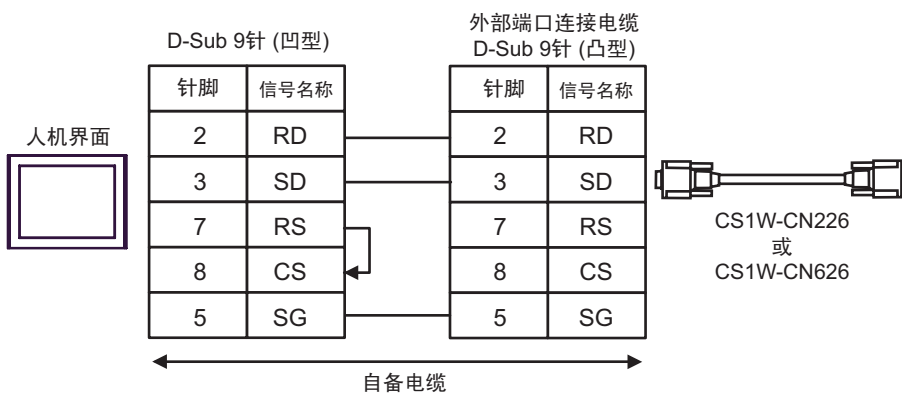 D-Sub 9针 (凹型)
外部端口连接电缆
D-Sub 9针 (凸型)
针脚 信号名称 针脚 信号名称
人机界面
2 RD 2 RD
3 SD 3 SD
7 RS 7 RS
8 CS 8 CS
5 SG 5 SG
CS1W-CN226
或
CS1W-CN626
自备电缆